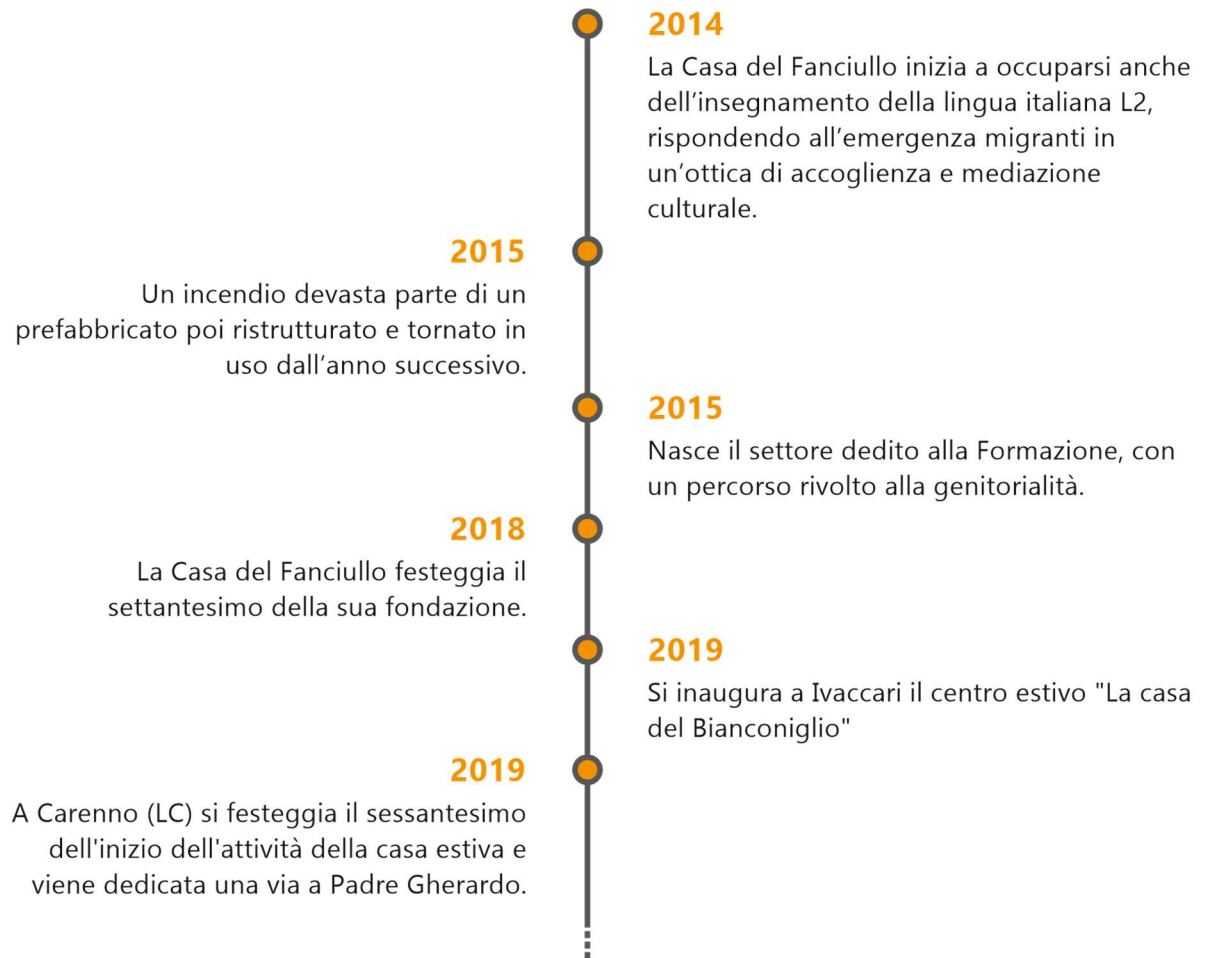 2014
La Casa del Fanciullo inizia a occuparsi anche
dell’insegnamento della lingua italiana L2,
rispondendo all’emergenza migranti in
un’ottica di accoglienza e mediazione
culturale.
2015
Un incendio devasta parte di un
prefabbricato poi ristrutturato e tornato in
uso dall’anno successivo.
2015
Nasce il settore dedito alla Formazione, con
un percorso rivolto alla genitorialità.
2018
La Casa del Fanciullo festeggia il
settantesimo della sua fondazione.
2019
Si inaugura a Ivaccari il centro estivo "La casa
del Bianconiglio"
2019
A Carenno (LC) si festeggia il sessantesimo
dell'inizio dell'attività della casa estiva e
viene dedicata una via a Padre Gherardo.